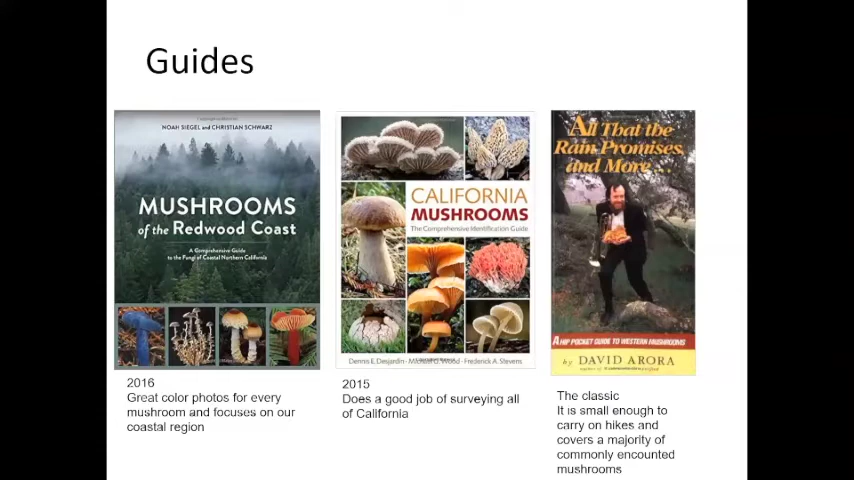 Guides
NOAH SIEGEL and CHRISTIAN SCHWARZ
MUSHROOMS
of the Redwood Coast
A Comprehensive Guide
to the Fungi of Coastal Northern California
2016
Great color photos for every
mushroom and focuses on our
coastal region
CALIFORNIA
MUSHROOMS
The Comprehensive Identification Guide
Dennis E. Desjardin · Michael G. Wood · Frederick A. Stevens
2015
Does a good job of surveying all
of California
All That the
Rain Promises,
and More...
A HIP POCKET GUIDE TO WESTERN MUSHROOMS
by DAVID ARORA
The classic
It is small enough to
carry on hikes and
covers a majority of
commonly encounted
mushrooms